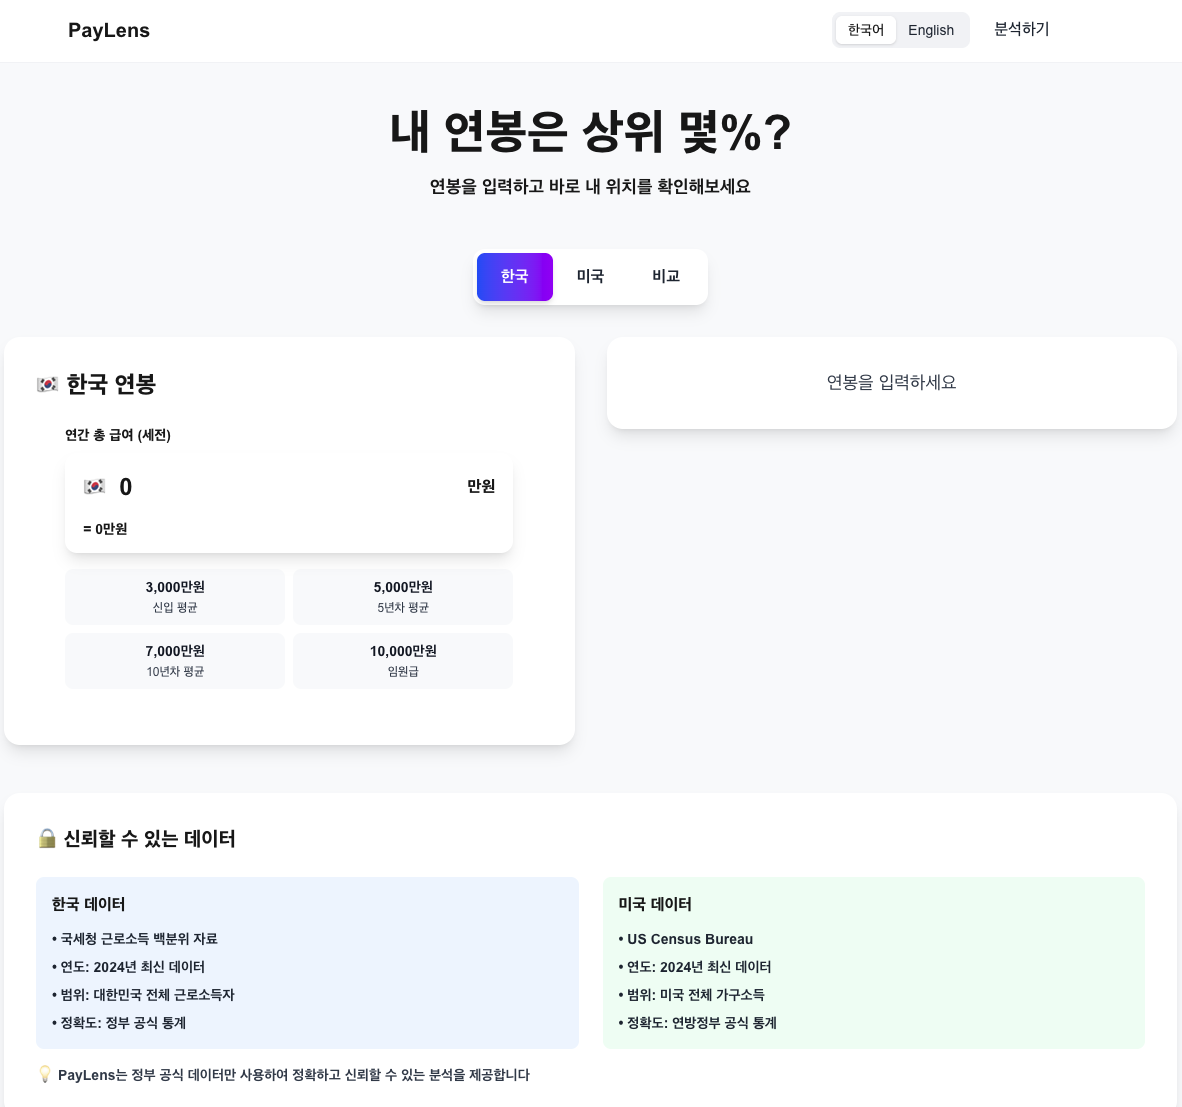 PayLens
한국어 English 분석하기
내 연봉은 상위 몇%?
연봉을 입력하고 바로 내 위치를 확인해보세요
한국 미국 비교
🇰🇷 한국 연봉
연간 총 급여 (세전)
🇰🇷 0 만원
= 0만원
3,000만원
신입 평균
5,000만원
5년차 평균
7,000만원
10년차 평균
10,000만원
임원급
연봉을 입력하세요
🔒 신뢰할 수 있는 데이터
한국 데이터
• 국세청 근로소득 백분위 자료
• 연도: 2024년 최신 데이터
• 범위: 대한민국 전체 근로소득자
• 정확도: 정부 공식 통계
미국 데이터
• US Census Bureau
• 연도: 2024년 최신 데이터
• 범위: 미국 전체 가구소득
• 정확도: 연방정부 공식 통계
💡 PayLens는 정부 공식 데이터만 사용하여 정확하고 신뢰할 수 있는 분석을 제공합니다